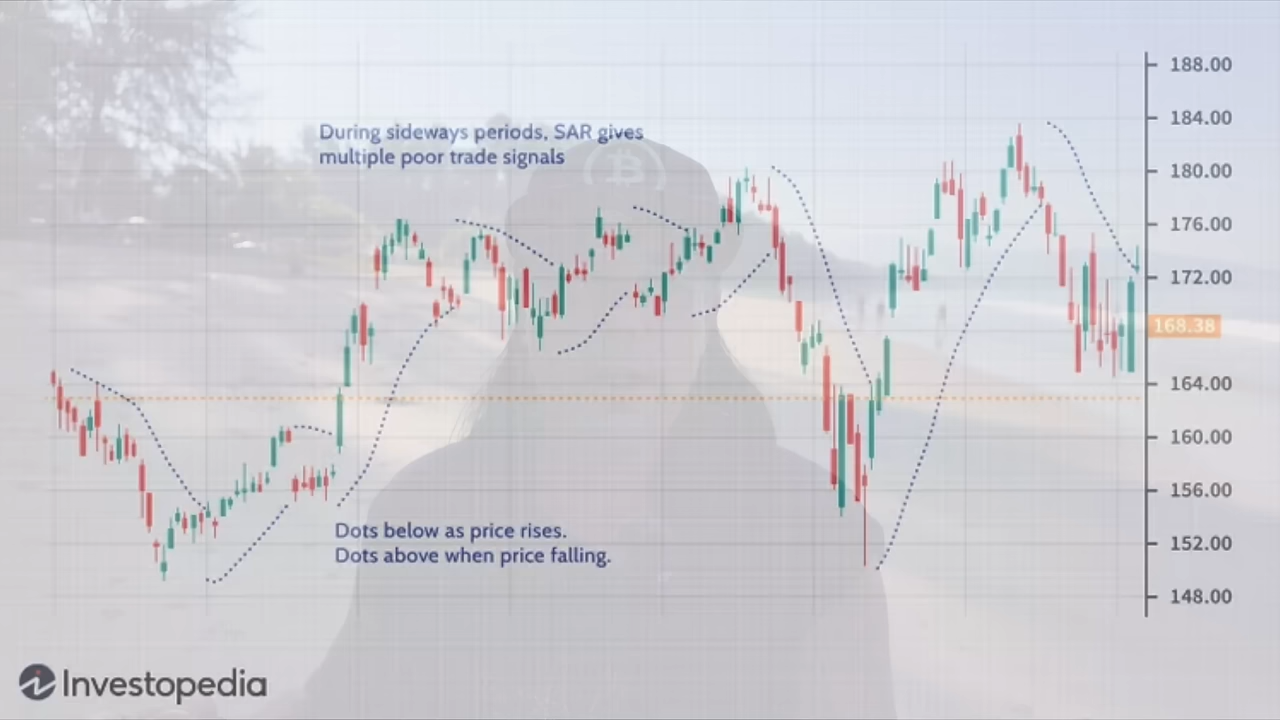 188.00
During sideways periods, SAR gives
184.00
multiple poor trade signals
180.00
176.00
172.00
168.38
164.00
160.00
156.00
Dots below as price rises.
152.00
Dots above when price falling.
148.00
Investopedia